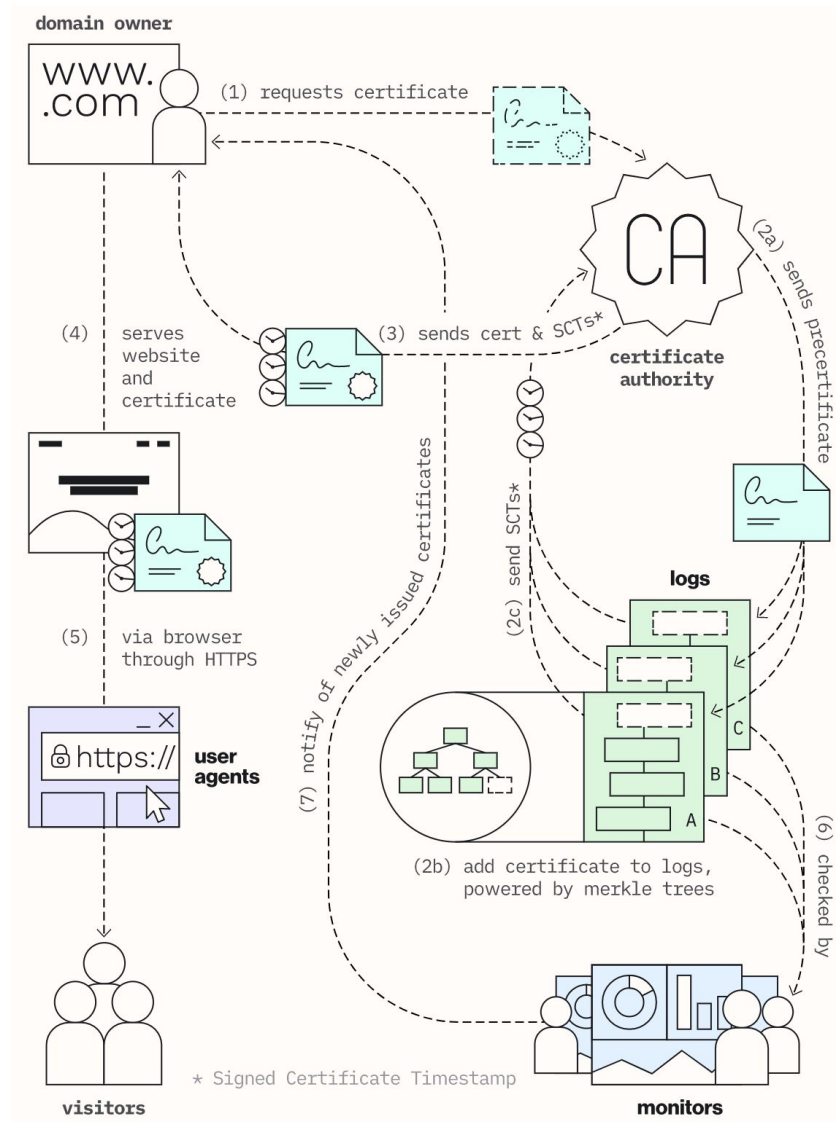 domain owner
www.
.com
(1) requests certificate
CA
certificate
authority
(2a) sends precertificate
(3) sends cert & SCTs*
(4) serves
website
and
certificate
(2c) send SCTs*
logs
C
B
A
(2b) add certificate to logs,
powered by merkle trees
(5) via browser
through HTTPS
https://
user
agents
(7) notify of newly issued certificates
(6) checked by
* Signed Certificate Timestamp
visitors
monitors